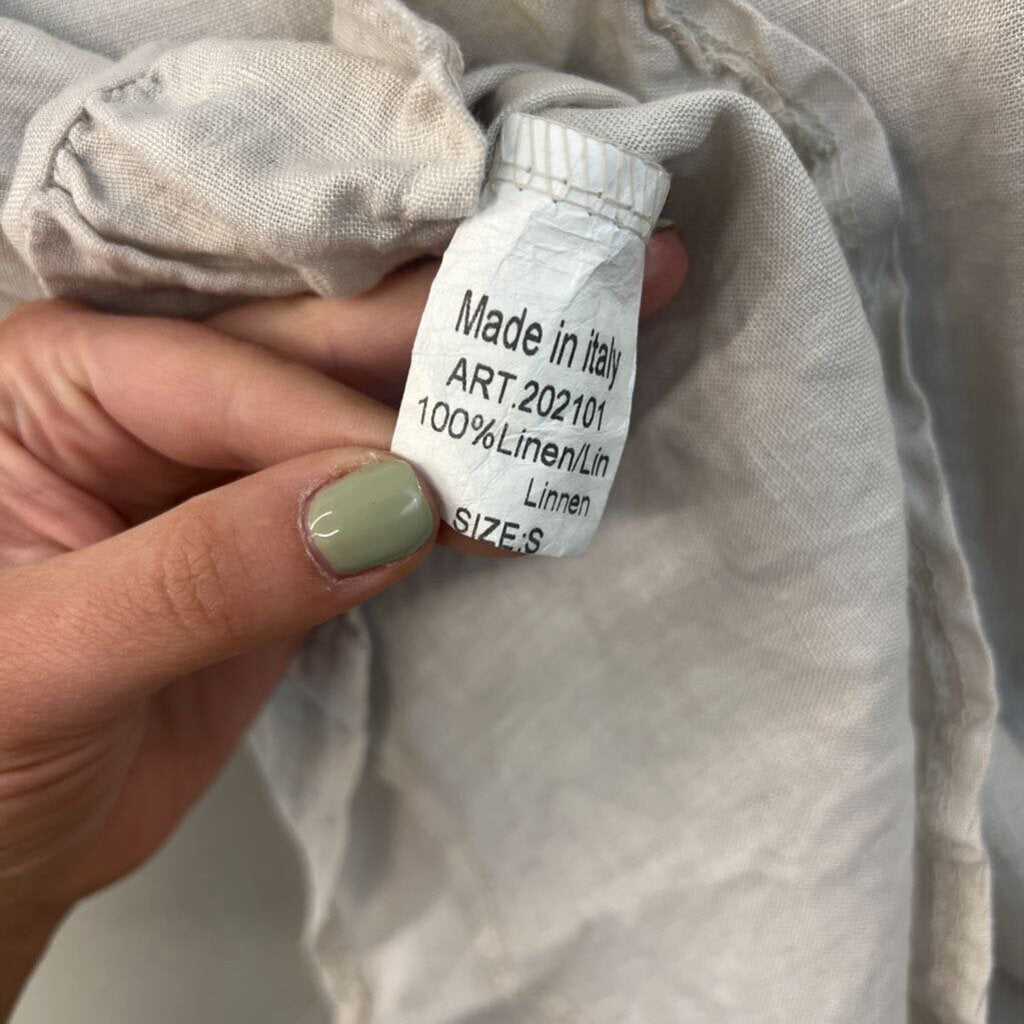 Made in italy
ART.202101
100%Linen/Lin
Linnen
SIZE:S